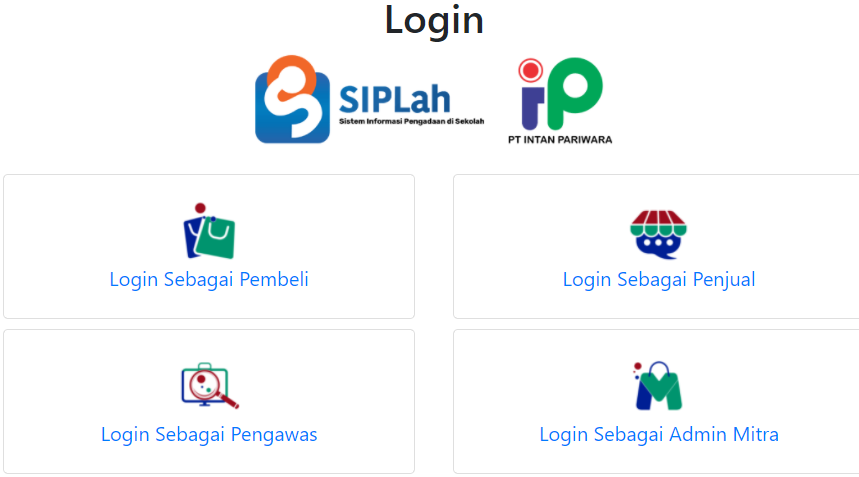 Login
SIPLah
Sistem Informasi Pengadaan di Sekolah
PT INTAN PARIWARA
Login Sebagai Pembeli
Login Sebagai Penjual
Login Sebagai Pengawas
Login Sebagai Admin Mitra